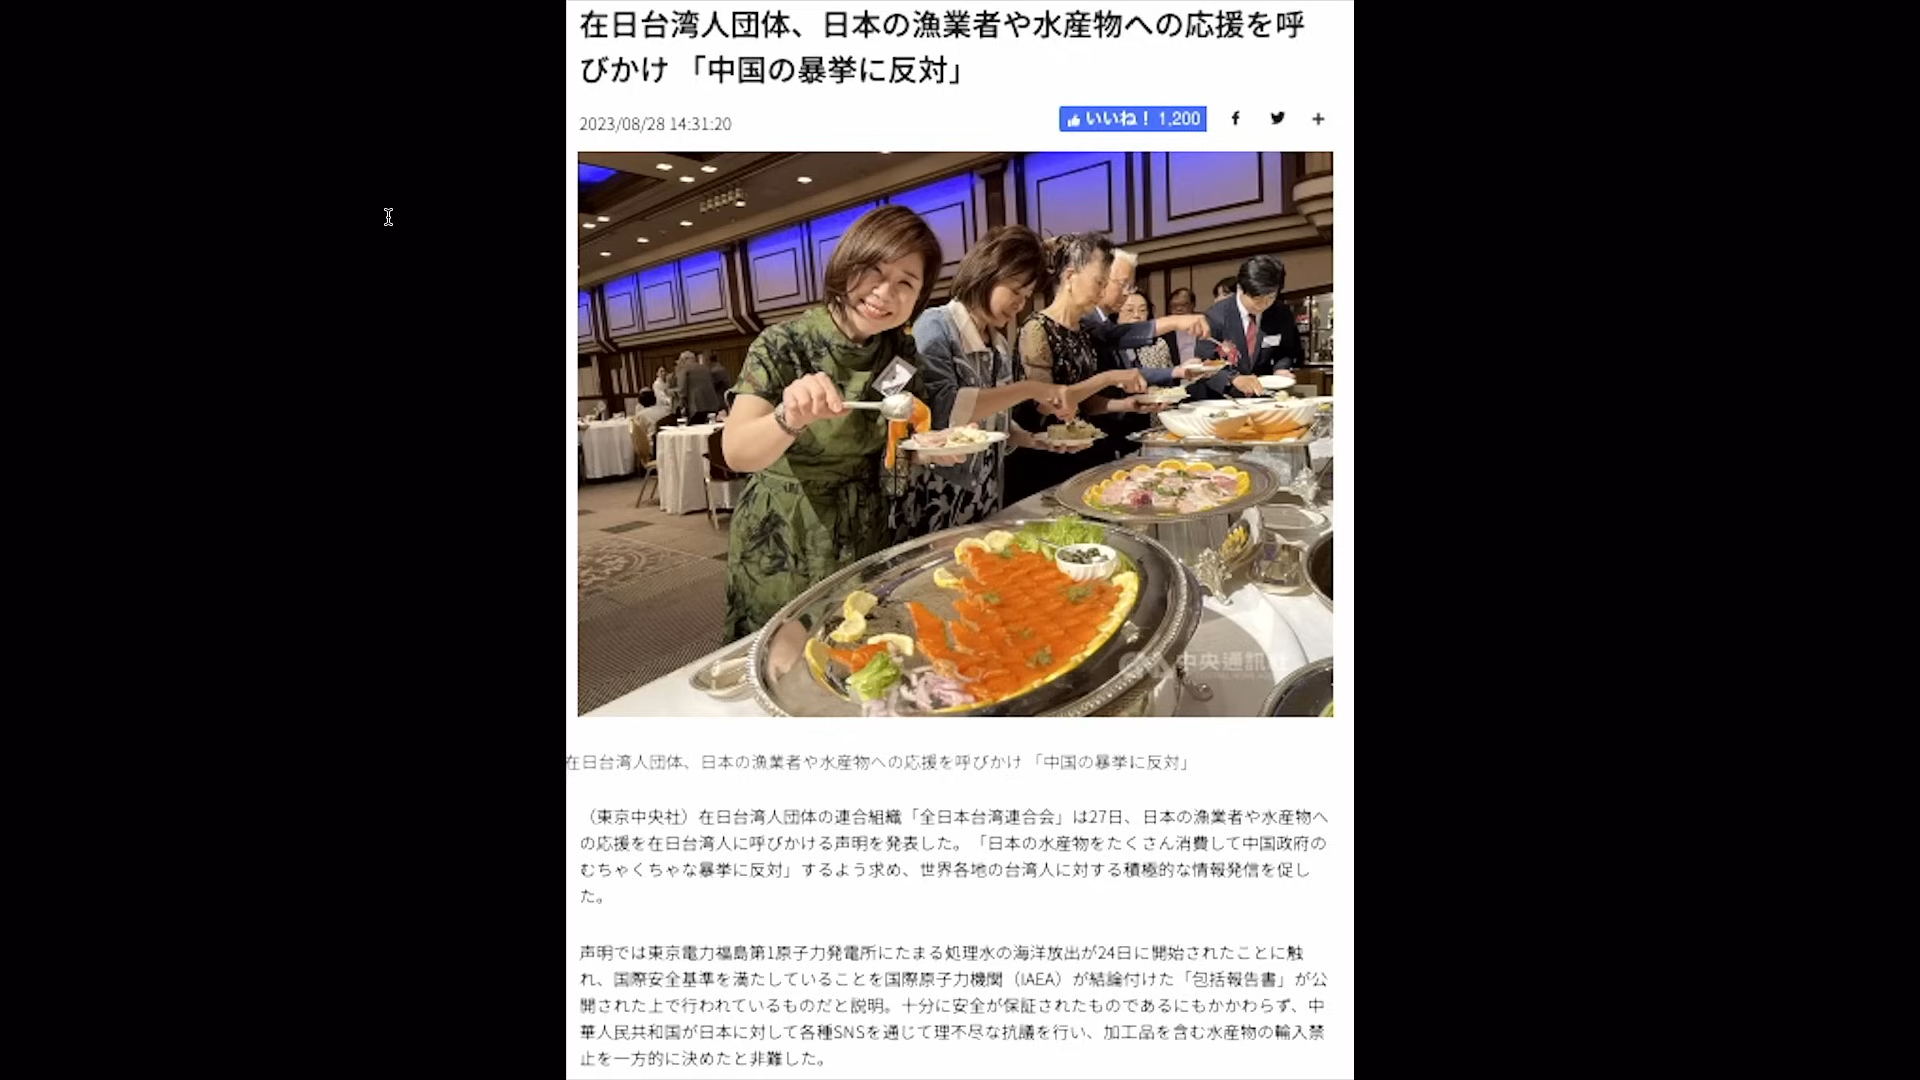 在日台湾人団体、日本の漁業者や水産物への応援を呼
びかけ 「中国の暴挙に反対」
2023/08/28 14:31:20
いいね！ 1,200
中央通訊社
在日台湾人団体、日本の漁業者や水産物への応援を呼びかけ 「中国の暴挙に反対」
（東京中央社）在日台湾人団体の連合組織「全日本台湾連合会」は27日、日本の漁業者や水産物へ
の応援を在日台湾人に呼びかける声明を発表した。「日本の水産物をたくさん消費して中国政府の
むちゃくちゃな暴挙に反対」するよう求め、世界各地の台湾人に対する積極的な情報発信を促し
た。
声明では東京電力福島第1原子力発電所にたまる処理水の海洋放出が24日に開始されたことに触
れ、国際安全基準を満たしていることを国際原子力機関（IAEA）が結論付けた「包括報告書」が公
開された上で行われているものだと説明。十分に安全が保証されたものであるにもかかわらず、中
華人民共和国が日本に対して各種SNSを通じて理不尽な抗議を行い、加工品を含む水産物の輸入禁
止を一方的に決めたと非難した。